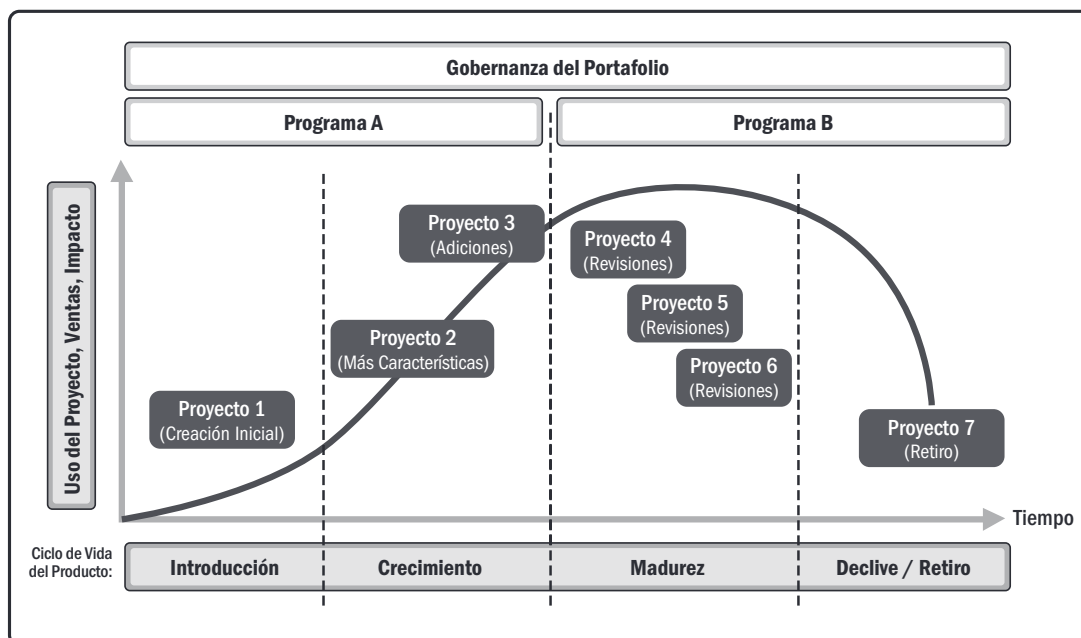 Gobernanza del Portafolio
Programa A
Programa B
Uso del Proyecto, Ventas, Impacto
Proyecto 3
(Adiciones)
Proyecto 4
(Revisiones)
Proyecto 5
(Revisiones)
Proyecto 2
(Más Características)
Proyecto 6
(Revisiones)
Proyecto 1
(Creación Inicial)
Proyecto 7
(Retiro)
Tiempo
Ciclo de Vida
del Producto:
Introducción
Crecimiento
Madurez
Declive / Retiro